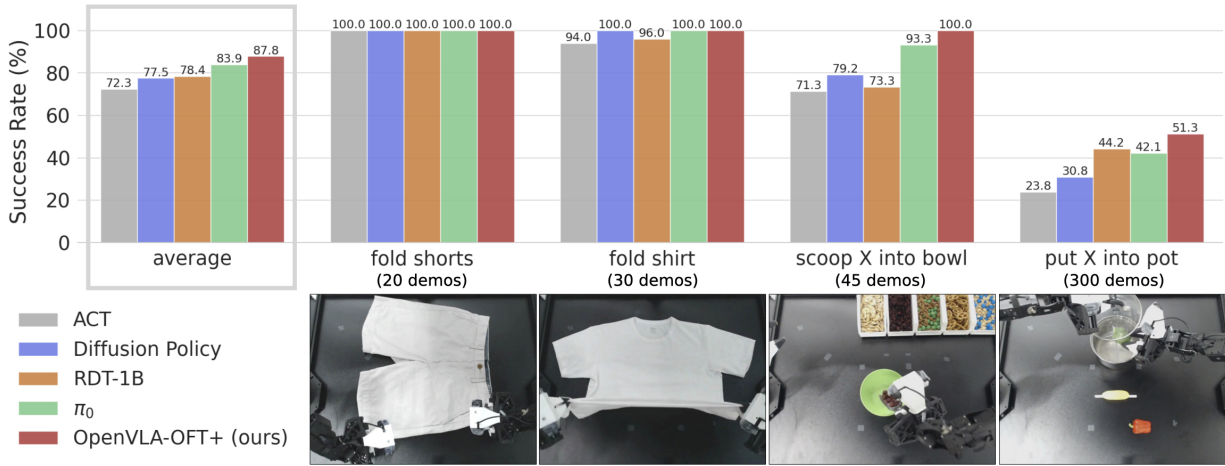 Success Rate (%)
100
80
60
40
20
0
72.3
77.5
78.4
83.9
87.8
average
100.0 100.0 100.0 100.0 100.0
fold shorts
(20 demos)
94.0
100.0
96.0
100.0 100.0
fold shirt
(30 demos)
71.3
79.2
73.3
93.3
100.0
scoop X into bowl
(45 demos)
23.8
30.8
44.2
42.1
51.3
put X into pot
(300 demos)
ACT
Diffusion Policy
RDT-1B
π₀
OpenVLA-OFT+ (ours)